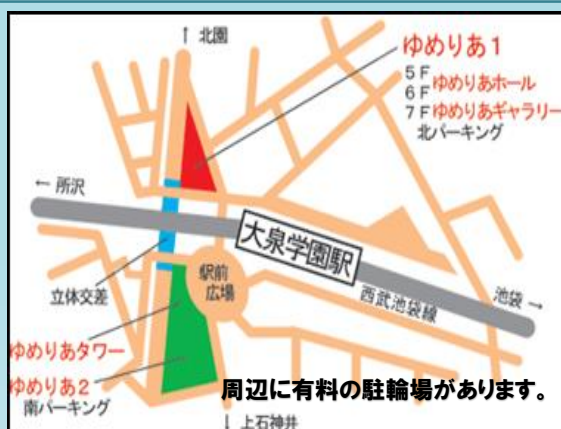 ↑ 北園
ゆめりあ1
5F
6F ゆめりあホール
7F ゆめりあギャラリー
北パーキング
← 所沢
大泉学園駅
駅前
広場
立体交差
西武池袋線
池袋 →
ゆめりあタワー
ゆめりあ2
南パーキング
周辺に有料の駐輪場があります。
↓ 上石神井